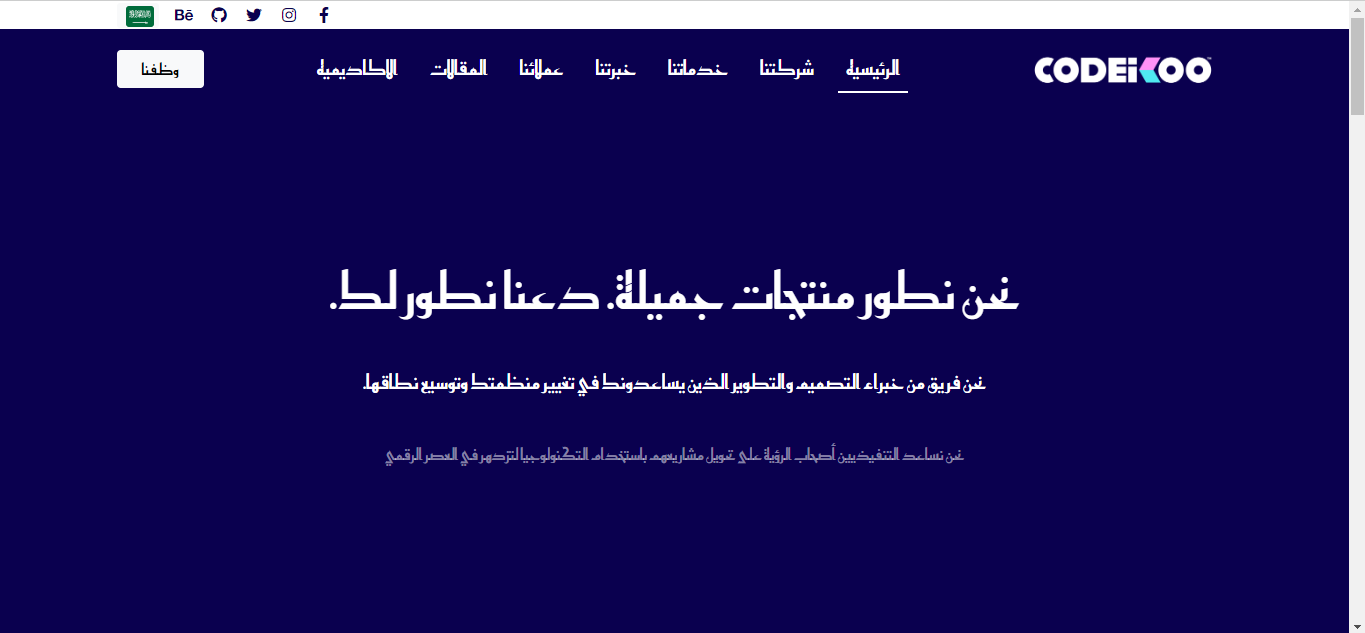 Bē
CODEiKOO
الرئيسية
شركتنا
خدماتنا
خبرتنا
عملائنا
المقالات
الاكاديمية
وظفنا
نحن نطور منتجات جميلة. دعنا نطور لك.
نحن فريق من خبراء التصميم والتطوير الذين يساعدونك في تغيير منظمتك وتوسيع نطاقها.
نحن نساعد التنفيذيين أصحاب الرؤية على تحويل مشاريعهم باستخدام التكنولوجيا لتزدهر في العصر الرقمي